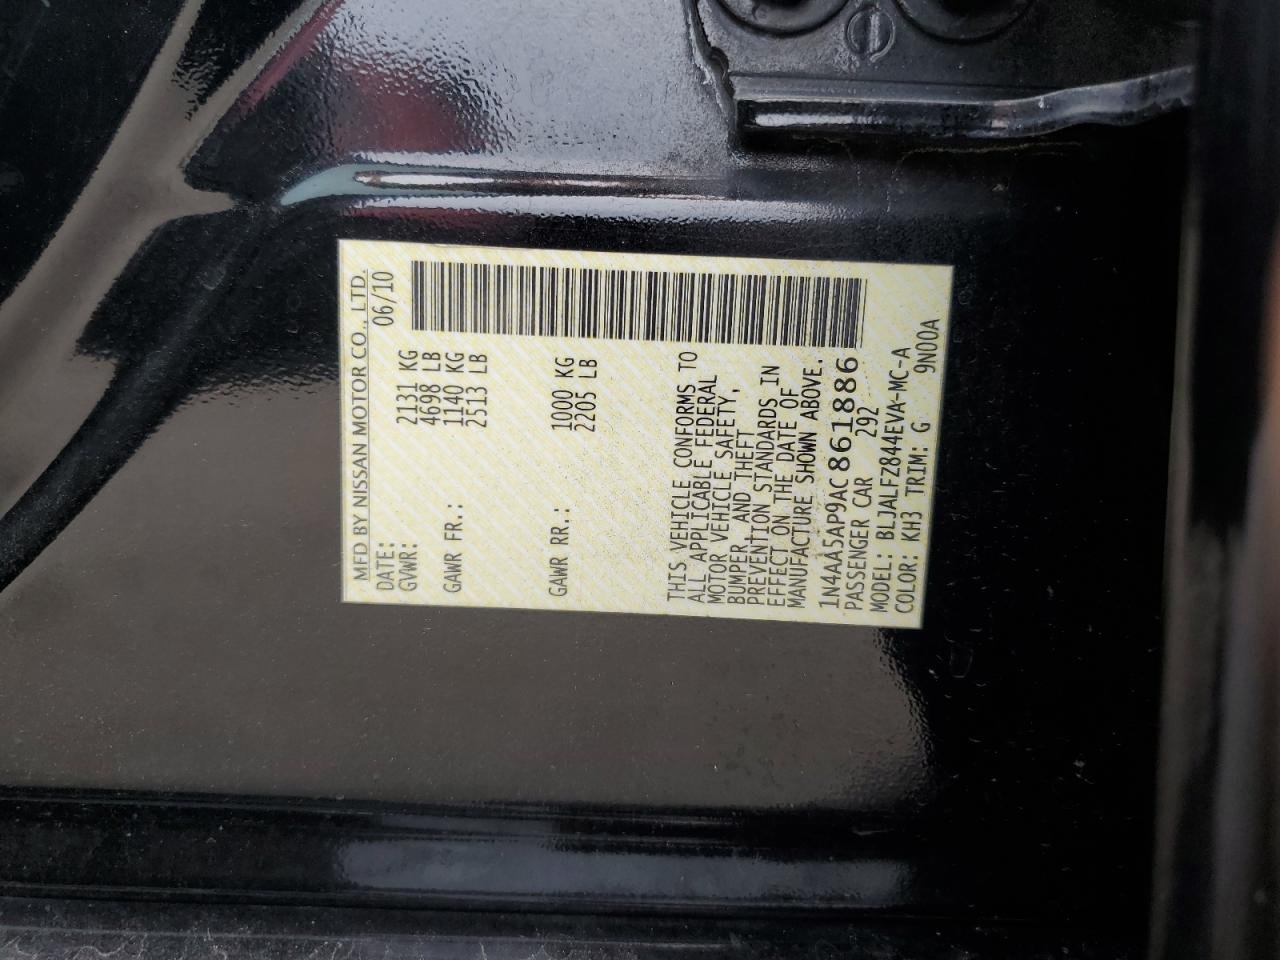 MFD BY NISSAN MOTOR CO., LTD.
DATE: 06/10
GVWR: 2131 KG
4698 LB
GAWR FR.: 1140 KG
2513 LB
GAWR RR.: 1000 KG
2205 LB
THIS VEHICLE CONFORMS TO
ALL APPLICABLE FEDERAL
MOTOR VEHICLE SAFETY,
BUMPER, AND THEFT
PREVENTION STANDARDS IN
EFFECT ON THE DATE OF
MANUFACTURE SHOWN ABOVE.
1N4AA5AP9AC861886
PASSENGER CAR 292
MODEL: BLJALFZ844EVA-MC-A
COLOR: KH3 TRIM: G 9N00A